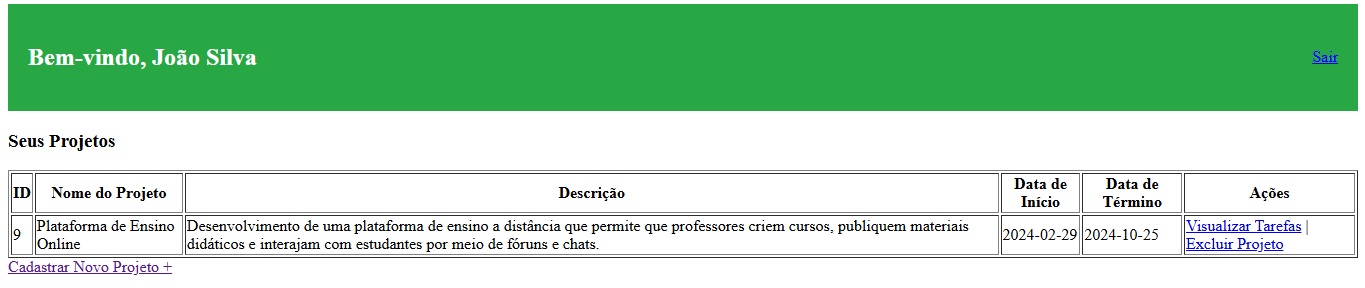 Bem-vindo, João Silva
Sair
Seus Projetos
ID Nome do Projeto Descrição Data de Início Data de Término Ações
9 Plataforma de Ensino Online Desenvolvimento de uma plataforma de ensino a distância que permite que professores criem cursos, publiquem materiais
didáticos e interajam com estudantes por meio de fóruns e chats. 2024-02-29 2024-10-25 Visualizar Tarefas |
Excluir Projeto
Cadastrar Novo Projeto +